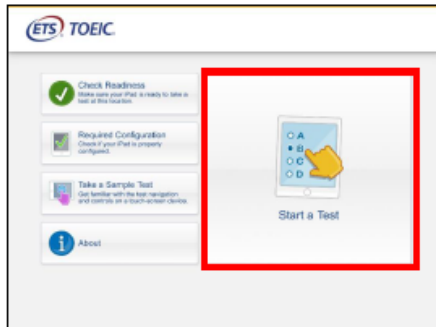 ETS TOEIC.
Check Readiness
Make sure your iPad is ready to take a
test at this location.
Required Configuration
Check if your iPad is properly
configured.
Take a Sample Test
Get familiar with the test navigation
and controls on a touch-screen device.
About
A
B
C
D
Start a Test